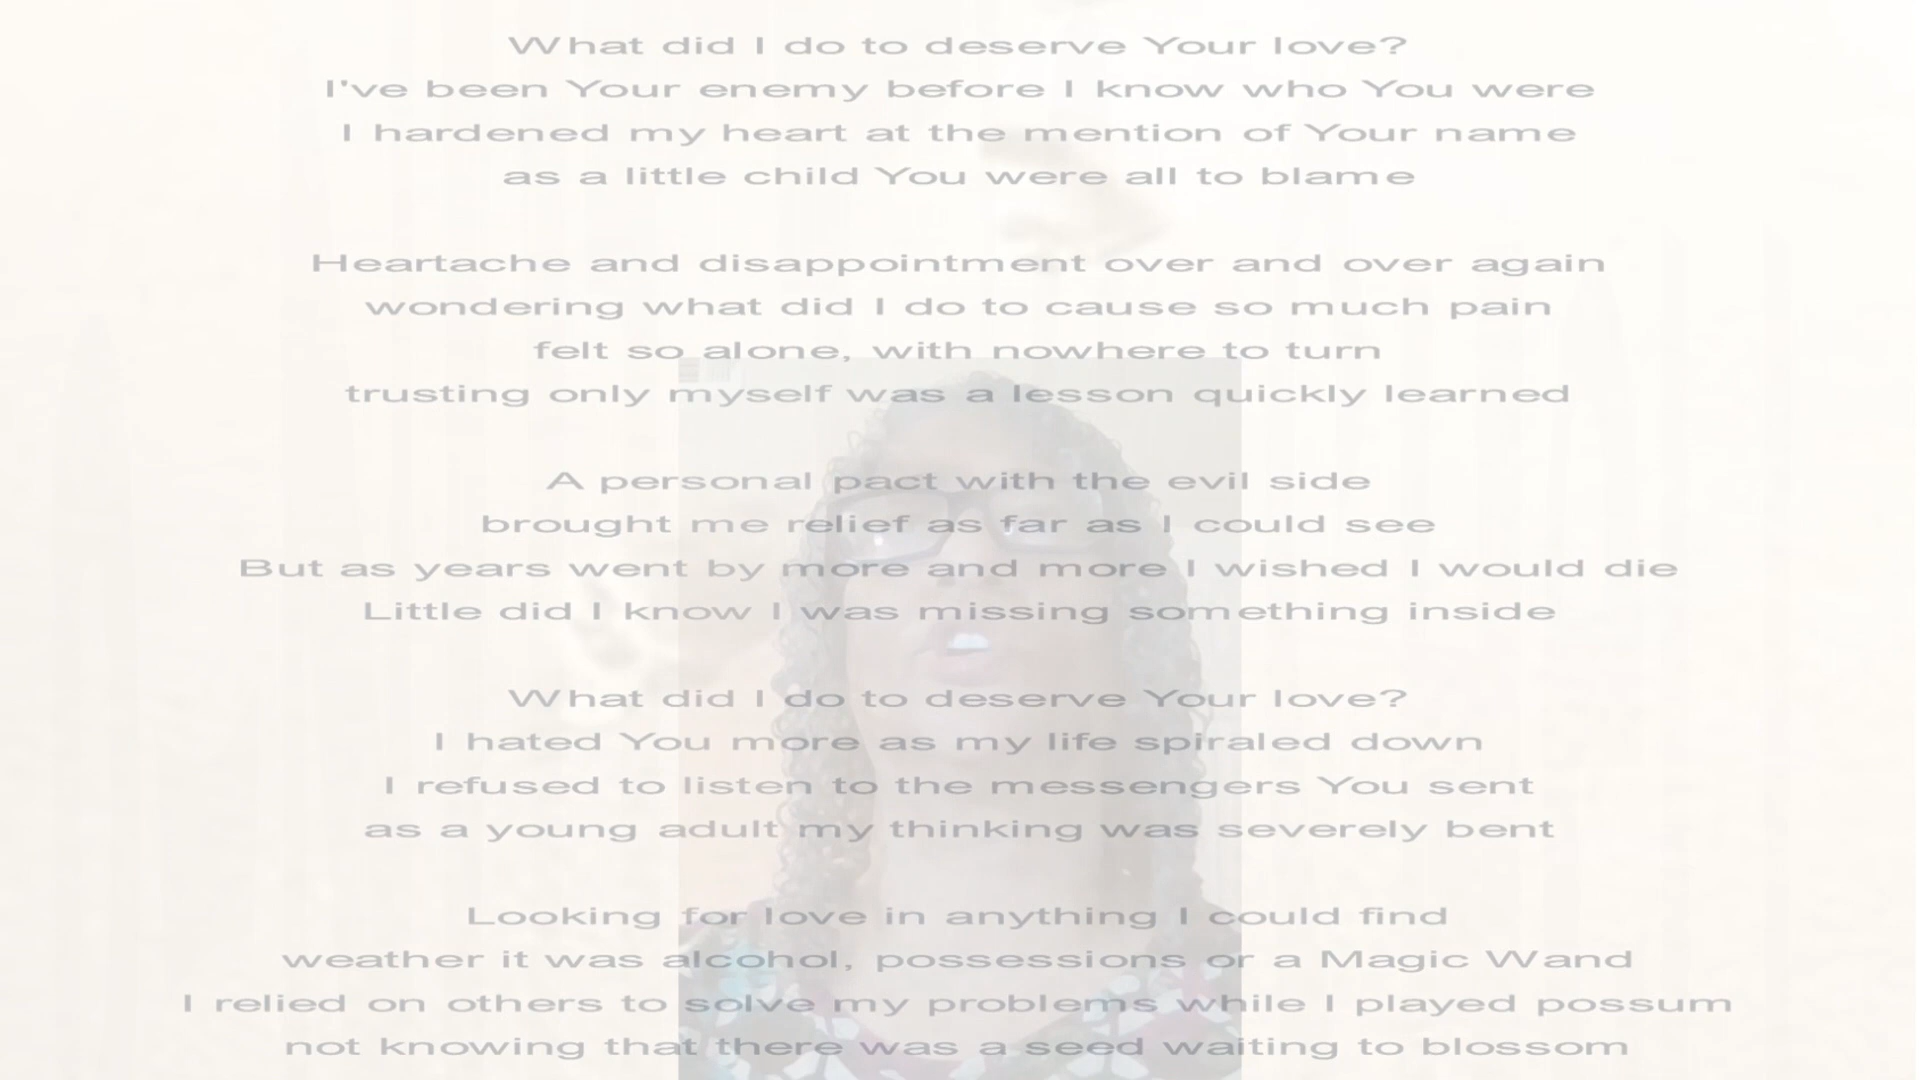 What did I do to deserve Your love?
I've been Your enemy before I know who You were
I hardened my heart at the mention of Your name
as a little child You were all to blame
Heartache and disappointment over and over again
wondering what did I do to cause so much pain
felt so alone, with nowhere to turn
trusting only myself was a lesson quickly learned
A personal pact with the evil side
brought me relief as far as I could see
But as years went by more and more I wished I would die
Little did I know I was missing something inside
What did I do to deserve Your love?
I hated You more as my life spiraled down
I refused to listen to the messengers You sent
as a young adult my thinking was severely bent
Looking for love in anything I could find
weather it was alcohol, possessions or a Magic Wand
I relied on others to solve my problems while I played possum
not knowing that there was a seed waiting to blossom